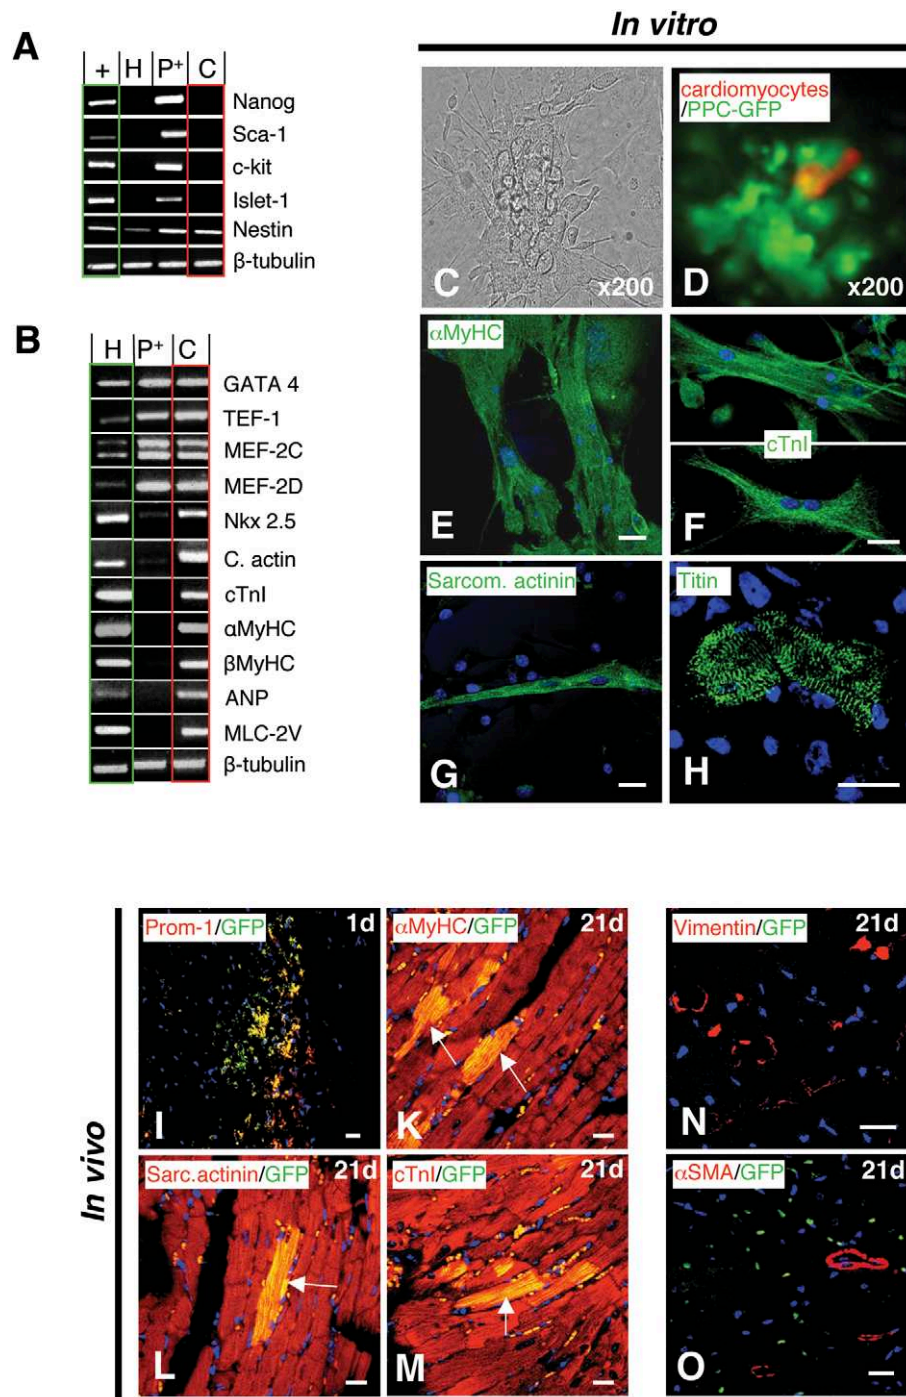 In vitro
A
+ H P+ C
Nanog
Sca-1
c-kit
Islet-1
Nestin
β-tubulin
B
H P+ C
GATA 4
TEF-1
MEF-2C
MEF-2D
Nkx 2.5
C. actin
cTnI
αMyHC
βMyHC
ANP
MLC-2V
β-tubulin
C
x200
cardiomyocytes
/PPC-GFP
D
x200
αMyHC
E
cTnI
F
Sarcom. actinin
G
Titin
H
In vivo
Prom-1/GFP 1d
I
αMyHC/GFP 21d
K
Vimentin/GFP 21d
N
Sarc.actinin/GFP 21d
L
cTnI/GFP 21d
M
αSMA/GFP 21d
O